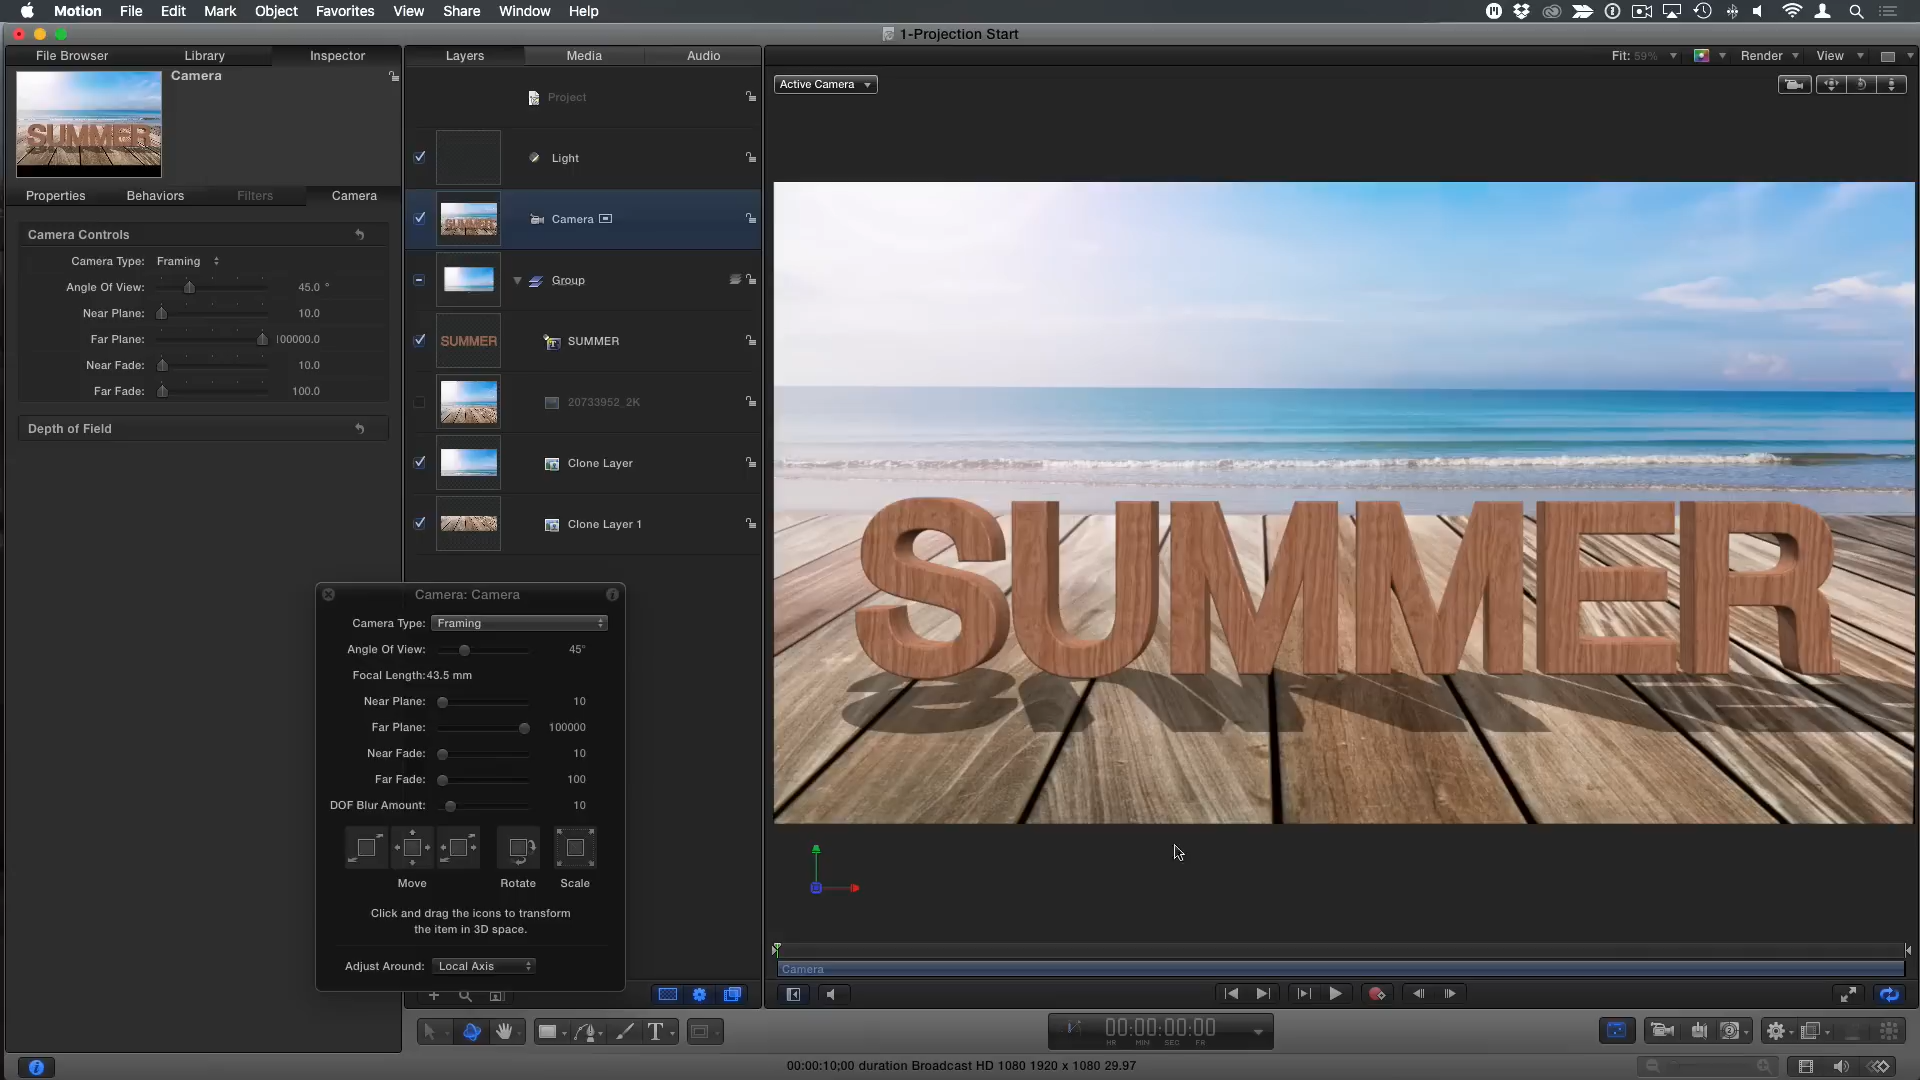 Motion File Edit Mark Object Favorites View Share Window Help
1-Projection Start
File Browser Library Inspector Layers Media Audio Fit: 59% Render View
Camera
Active Camera
Project
Light
Properties Behaviors Filters Camera
Camera
Camera Controls
Camera Type: Framing
Angle Of View: 45.0 °
Group
Near Plane: 10.0
Far Plane: 100000.0
SUMMER
SUMMER
Near Fade: 10.0
Far Fade: 100.0
20733952_2K
Depth of Field
Clone Layer
Clone Layer 1
SUMMER
Camera: Camera
Camera Type: Framing
Angle Of View: 45°
Focal Length: 43.5 mm
Near Plane: 10
Far Plane: 100000
Near Fade: 10
Far Fade: 100
DOF Blur Amount: 10
Move Rotate Scale
Click and drag the icons to transform
the item in 3D space.
Adjust Around: Local Axis
Camera
T
00:00:00:00
HR MIN SEC FR
00:00:10;00 duration Broadcast HD 1080 1920 x 1080 29.97